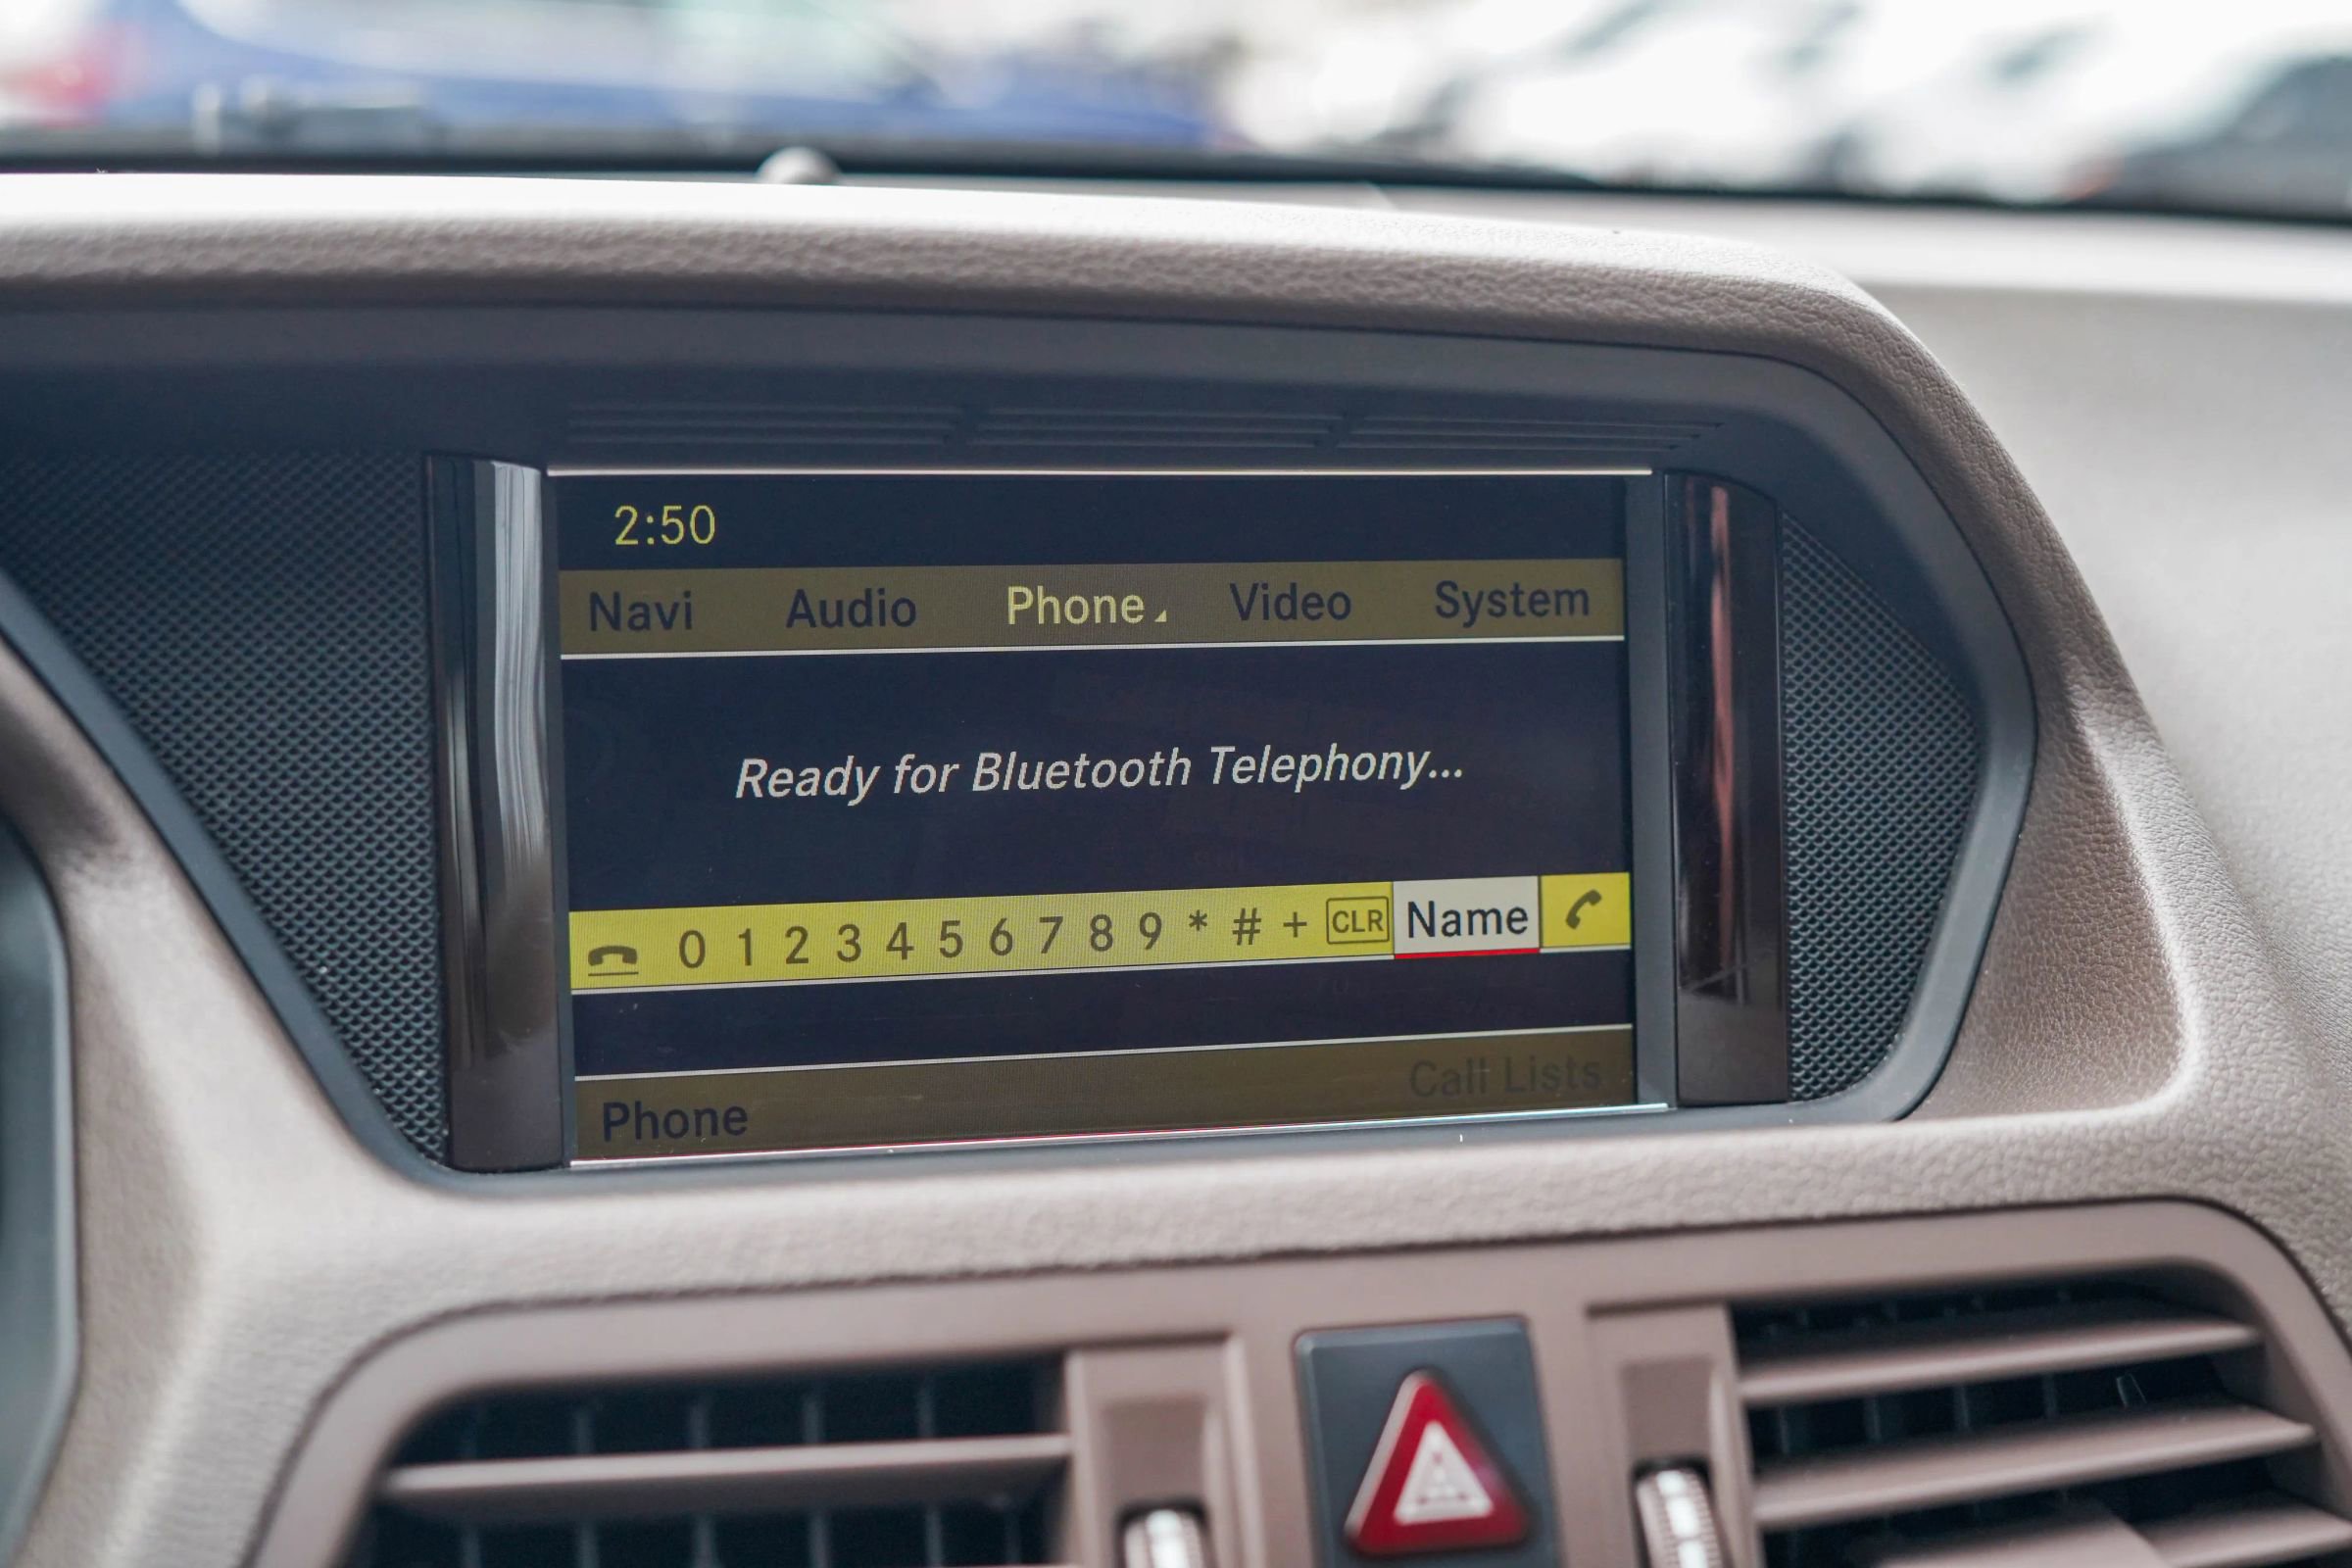 2:50
Navi Audio Phone Video System
Ready for Bluetooth Telephony...
0 1 2 3 4 5 6 7 8 9 * # + CLR Name
Call Lists
Phone